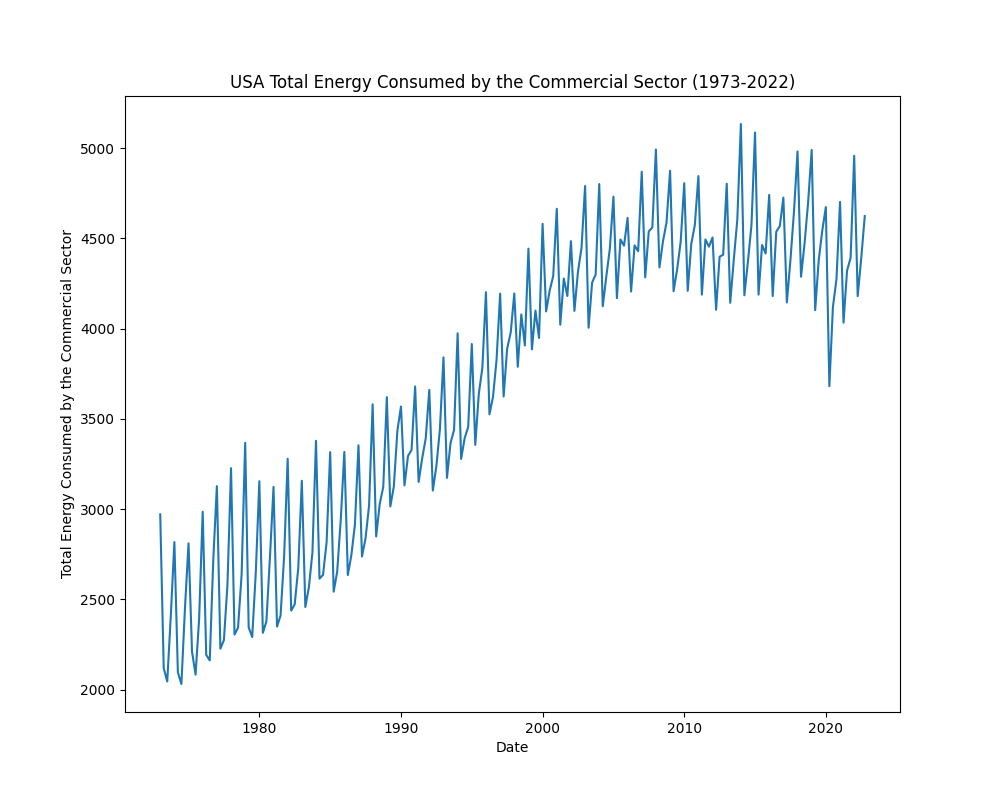 USA Total Energy Consumed by the Commercial Sector (1973-2022)
Total Energy Consumed by the Commercial Sector
5000
4500
4000
3500
3000
2500
2000
1980 1990 2000 2010 2020
Date